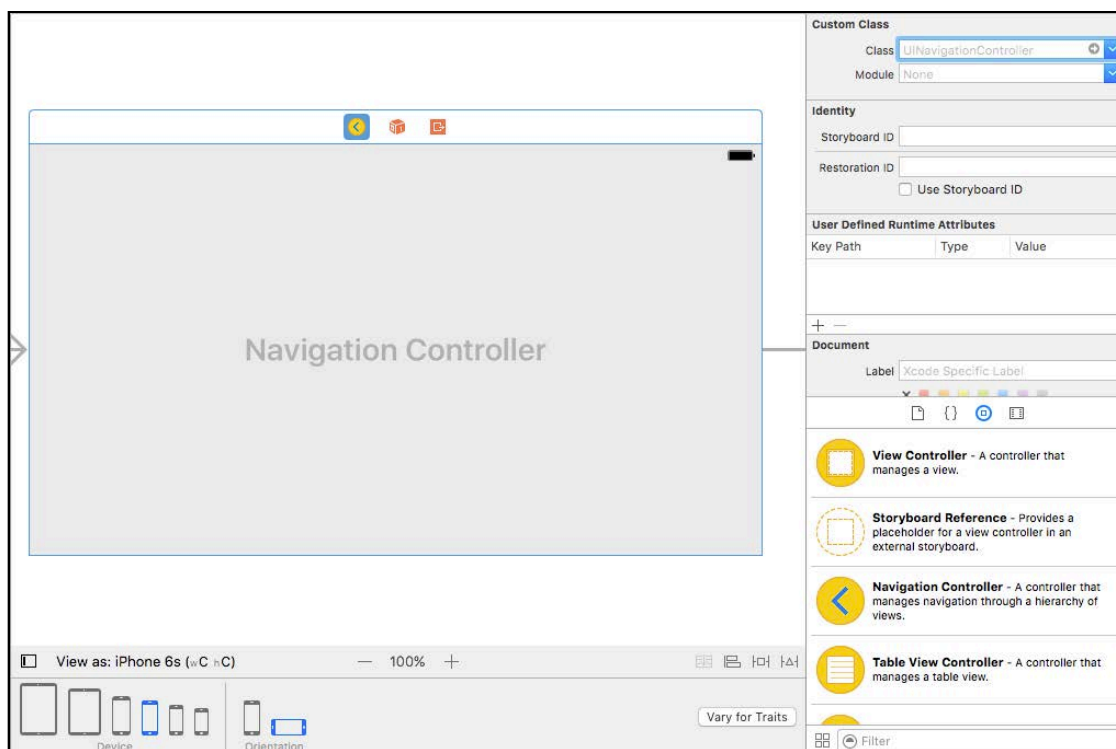 Custom Class
Class UINavigationController
Module None
Identity
Storyboard ID
Restoration ID
Use Storyboard ID
User Defined Runtime Attributes
Key Path Type Value
Navigation Controller
+ −
Document
Label Xcode Specific Label
{}
View Controller - A controller that
manages a view.
Storyboard Reference - Provides a
placeholder for a view controller in an
external storyboard.
Navigation Controller - A controller that
manages navigation through a hierarchy of
views.
Table View Controller - A controller that
manages a table view.
View as: iPhone 6s (wC hC) — 100% +
Vary for Traits
Device Orientation
Filter